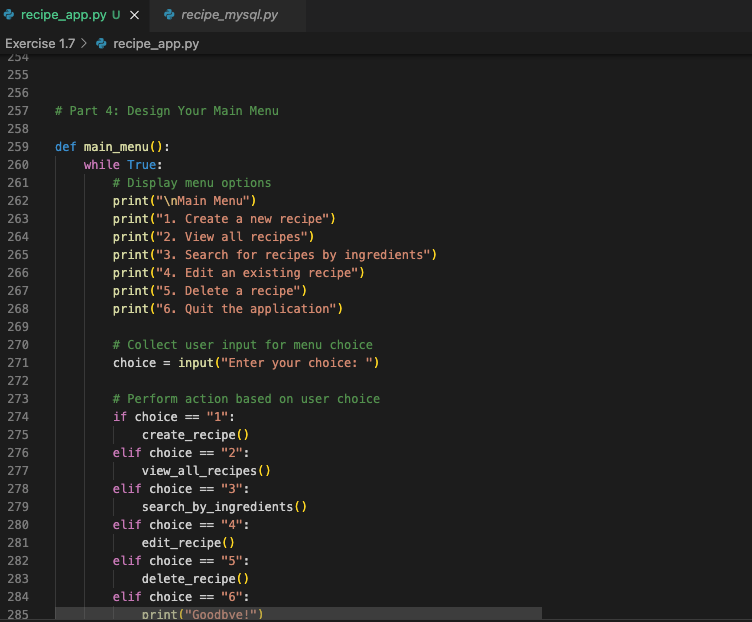 recipe_app.py U
recipe_mysql.py
Exercise 1.7 > recipe_app.py
254
255
256
257 # Part 4: Design Your Main Menu
258
259 def main_menu():
260     while True:
261         # Display menu options
262         print("\nMain Menu")
263         print("1. Create a new recipe")
264         print("2. View all recipes")
265         print("3. Search for recipes by ingredients")
266         print("4. Edit an existing recipe")
267         print("5. Delete a recipe")
268         print("6. Quit the application")
269
270         # Collect user input for menu choice
271         choice = input("Enter your choice: ")
272
273         # Perform action based on user choice
274         if choice == "1":
275             create_recipe()
276         elif choice == "2":
277             view_all_recipes()
278         elif choice == "3":
279             search_by_ingredients()
280         elif choice == "4":
281             edit_recipe()
282         elif choice == "5":
283             delete_recipe()
284         elif choice == "6":
285             print("Goodbye!")